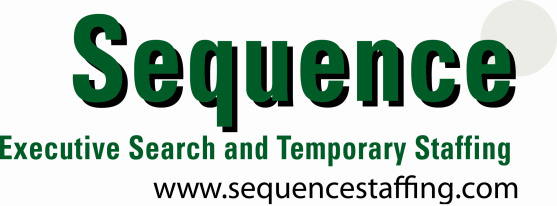 Sequence
Executive Search and Temporary Staffing
www.sequencestaffing.com